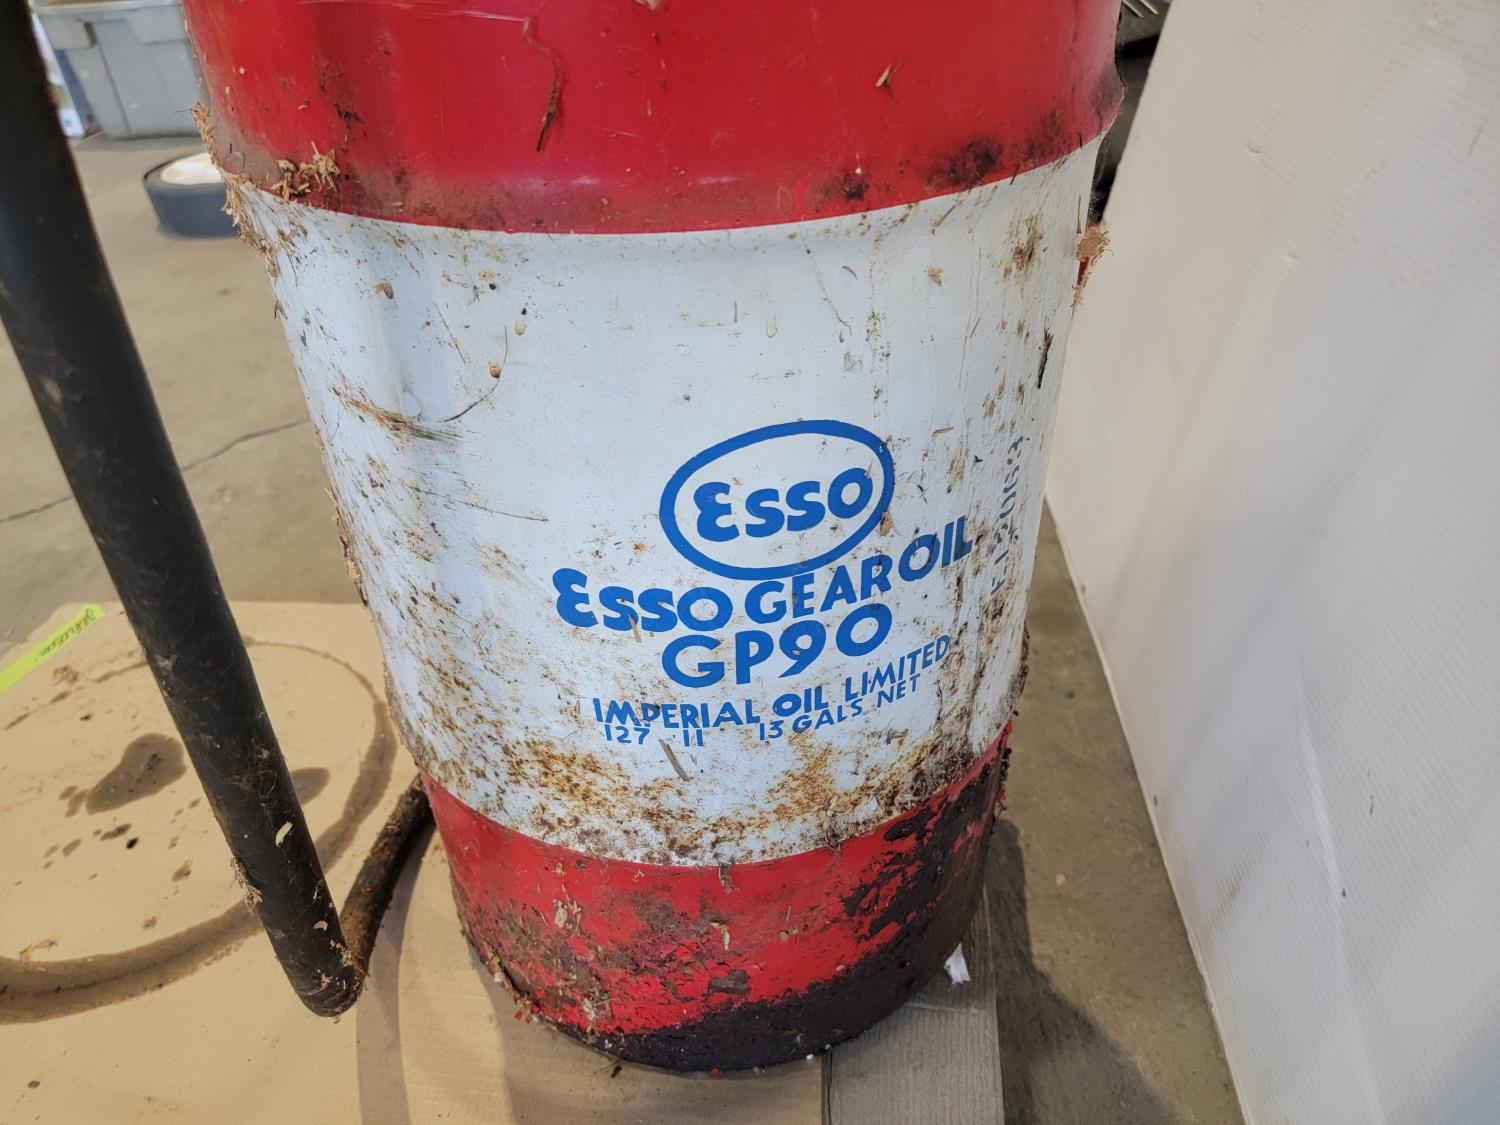 Esso
Esso GEAR OIL
GP90
IMPERIAL OIL LIMITED
127 11 13 GALS NET